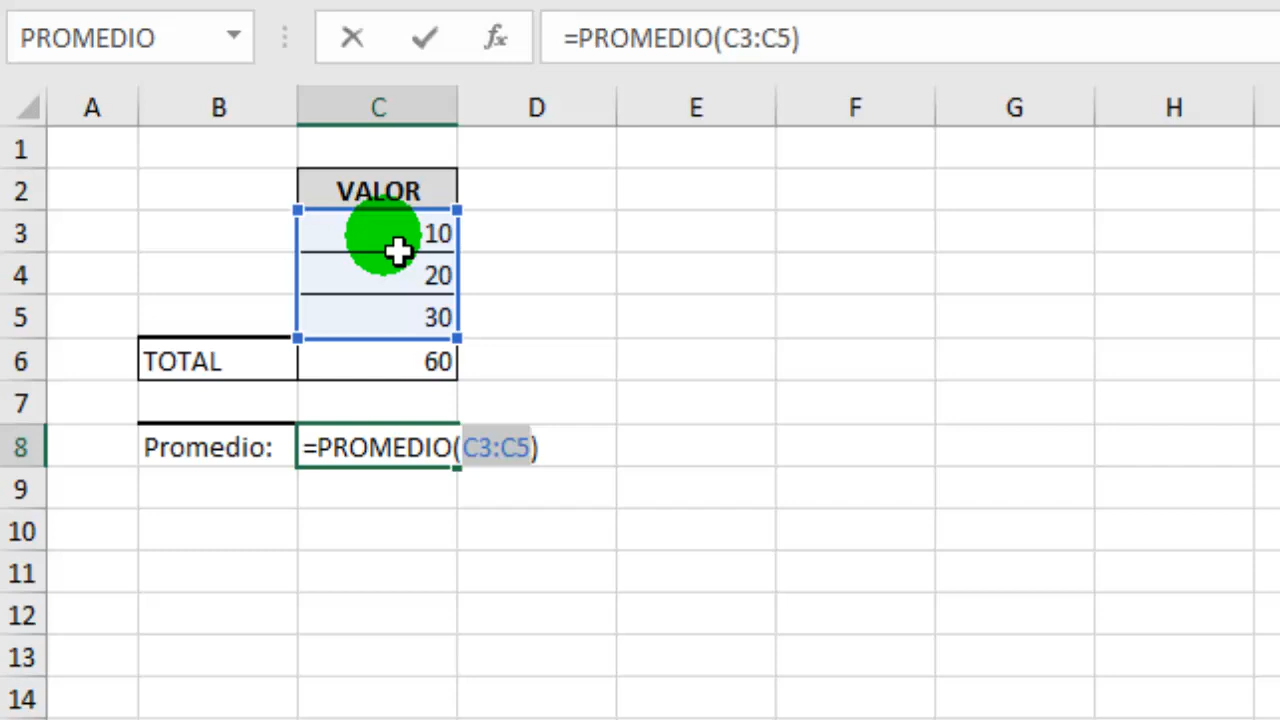 PROMEDIO fx =PROMEDIO(C3:C5)
A B C D E F G H
1
2 VALOR
3 10
4 20
5 30
6 TOTAL 60
7
8 Promedio: =PROMEDIO(C3:C5)
9
10
11
12
13
14